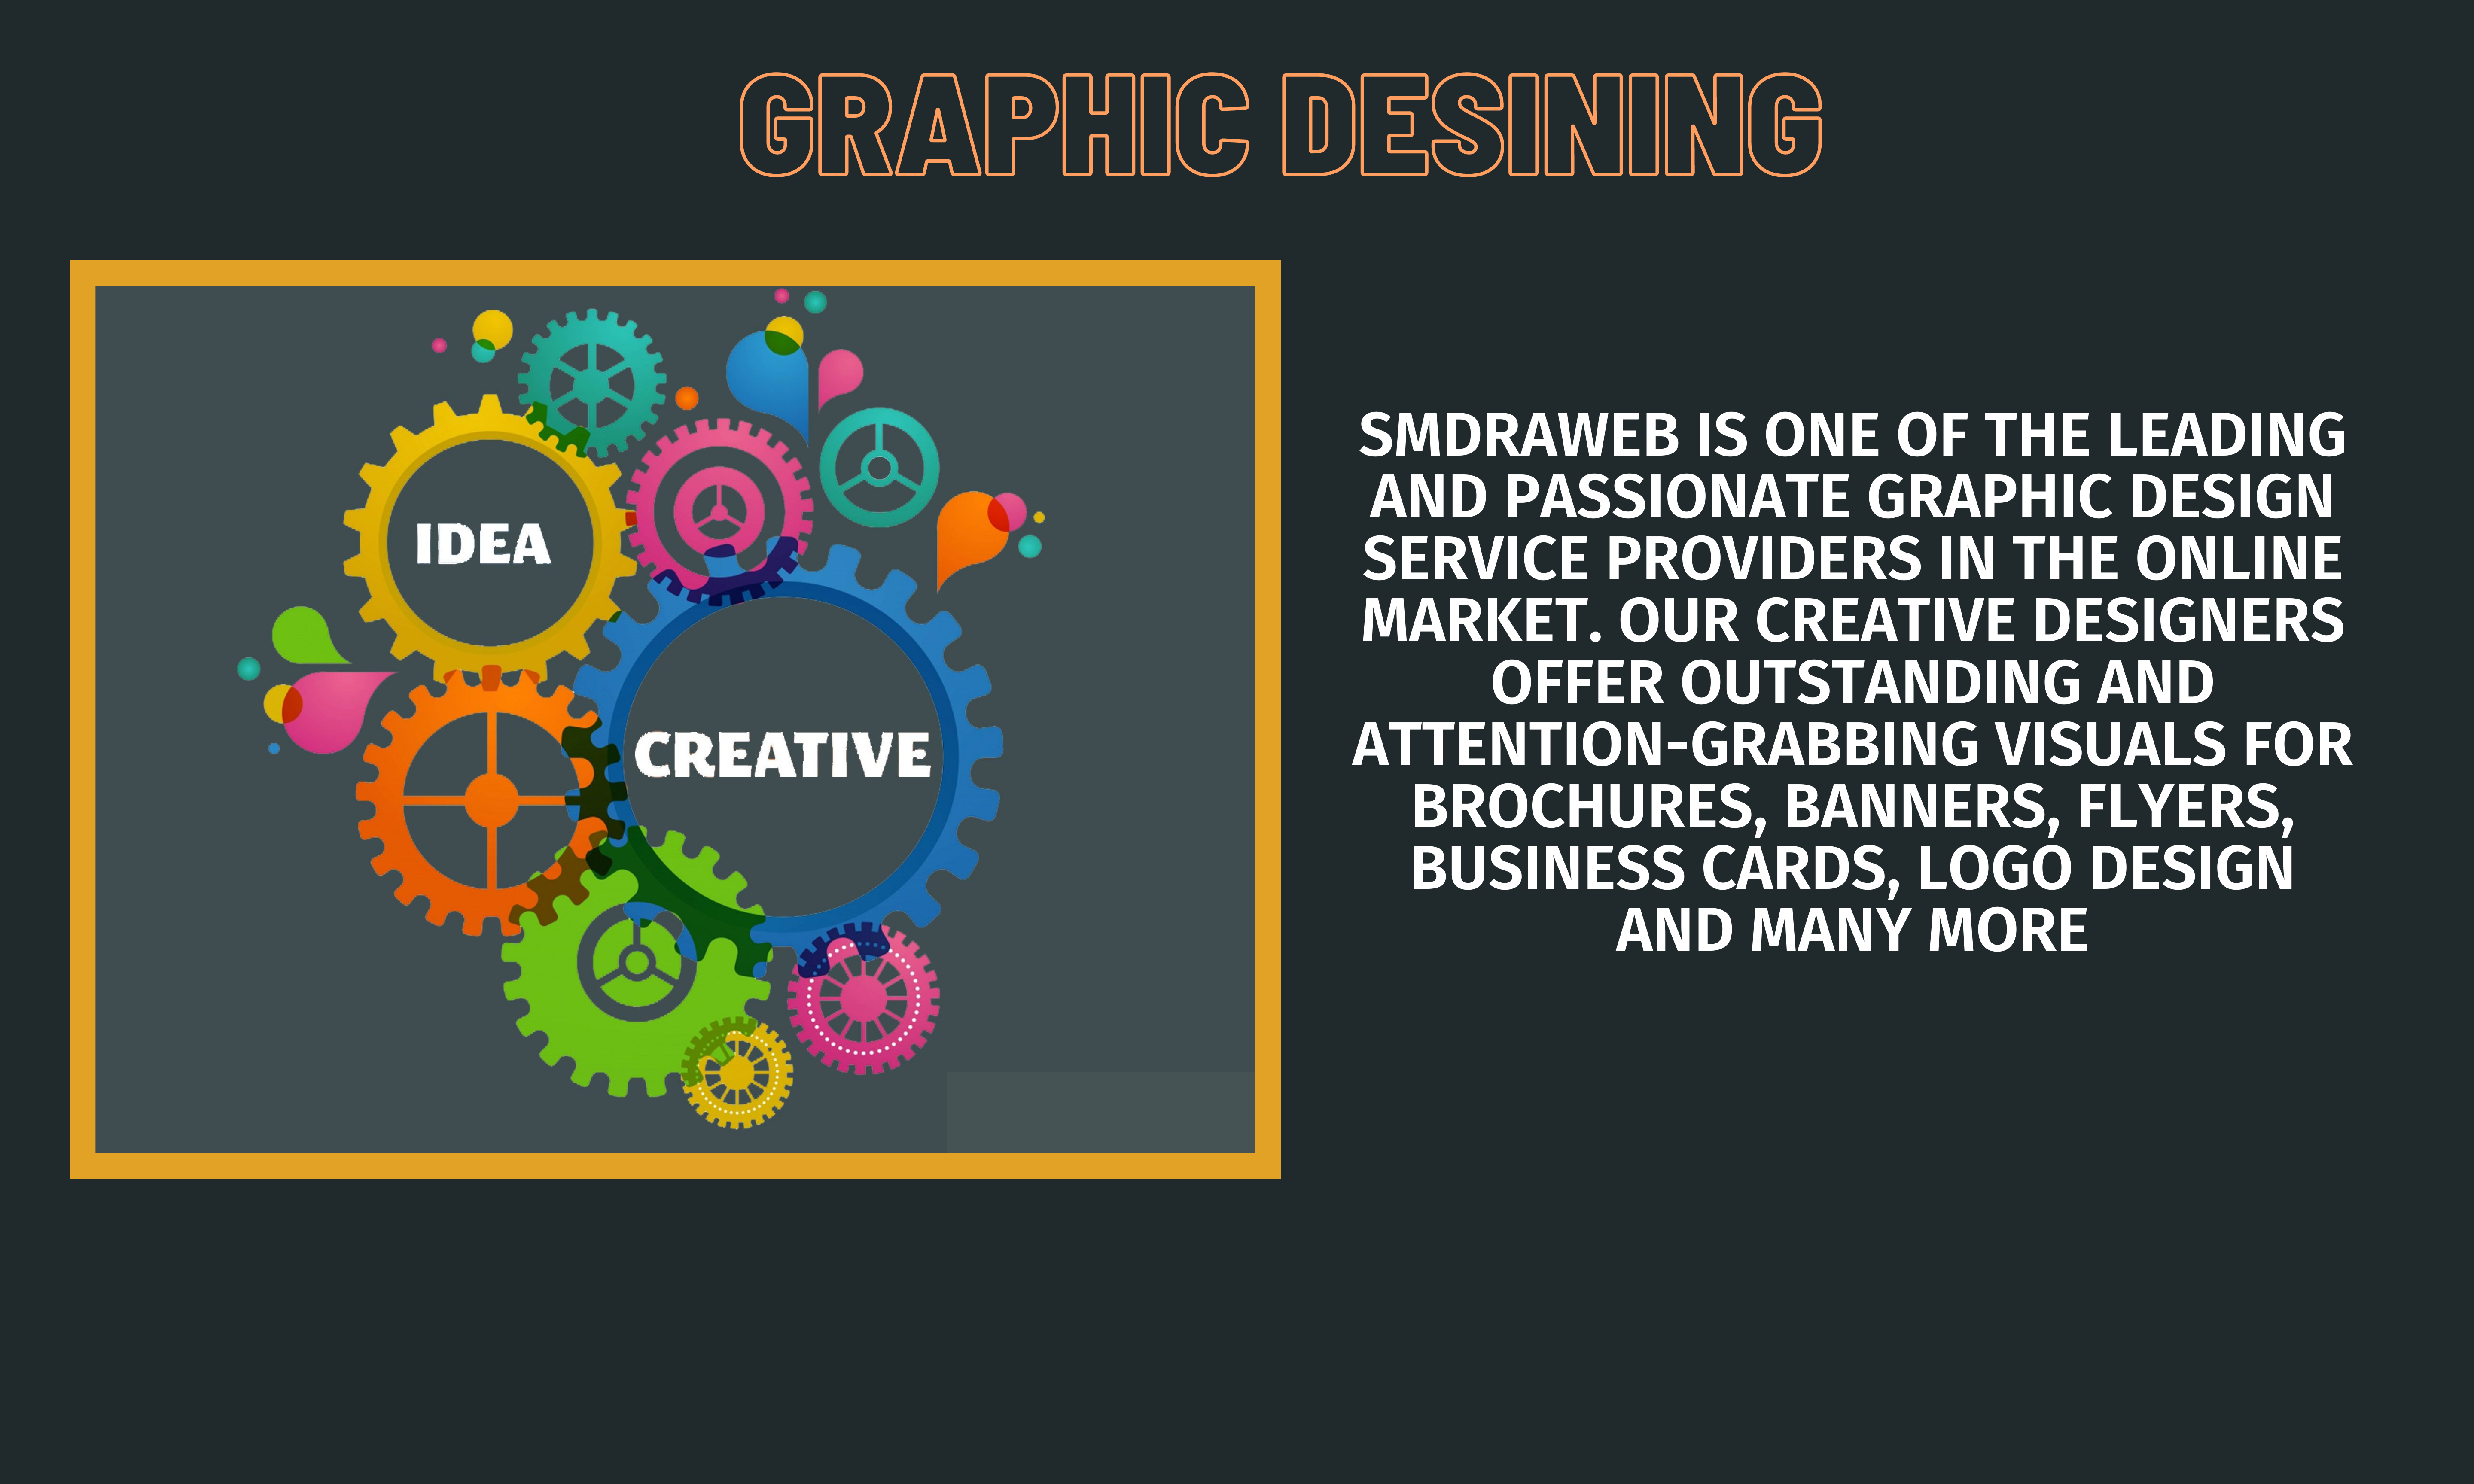 GRAPHIC DESINING
IDEA
CREATIVE
SMDRAWEB IS ONE OF THE LEADING
AND PASSIONATE GRAPHIC DESIGN
SERVICE PROVIDERS IN THE ONLINE
MARKET. OUR CREATIVE DESIGNERS
OFFER OUTSTANDING AND
ATTENTION-GRABBING VISUALS FOR
BROCHURES, BANNERS, FLYERS,
BUSINESS CARDS, LOGO DESIGN
AND MANY MORE